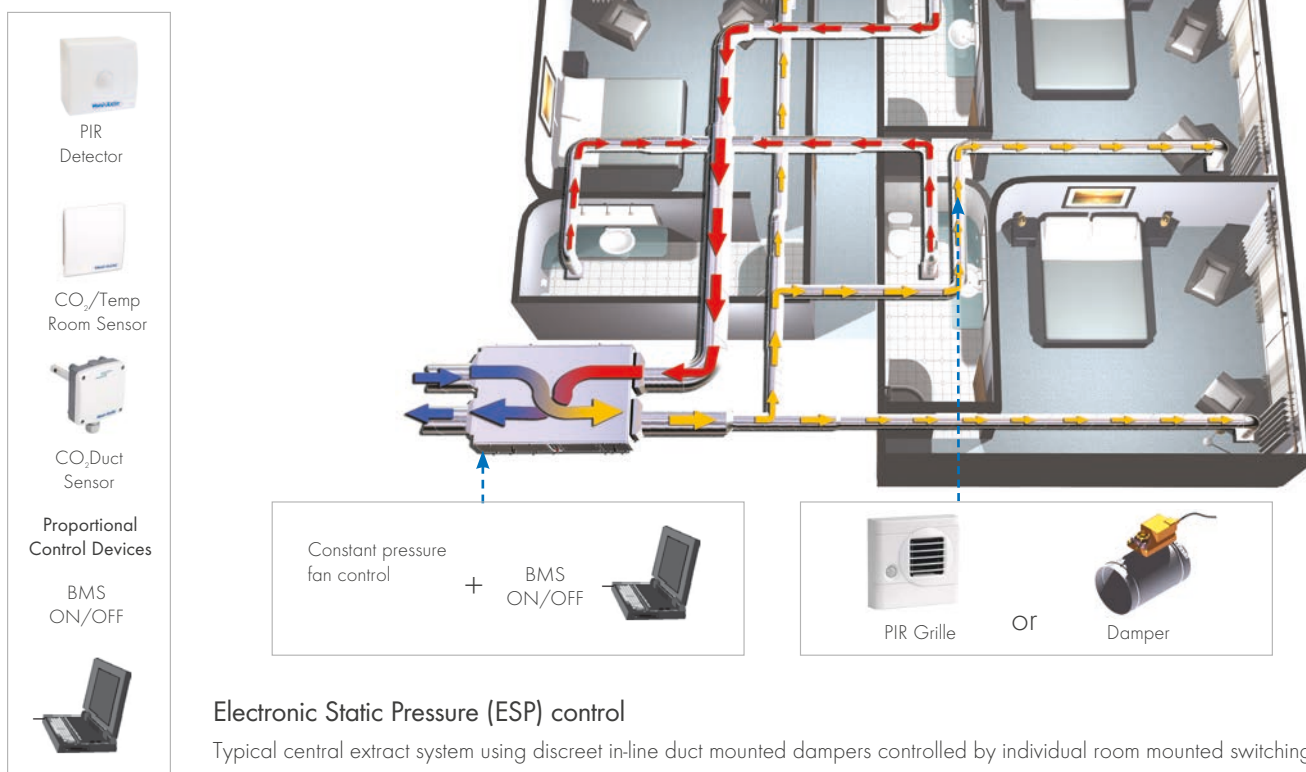 PIR
Detector
CO₂/Temp
Room Sensor
CO₂Duct
Sensor
Proportional
Control Devices
BMS
ON/OFF
Constant pressure
fan control
+
BMS
ON/OFF
PIR Grille
or
Damper
Electronic Static Pressure (ESP) control
Typical central extract system using discreet in-line duct mounted dampers controlled by individual room mounted switching